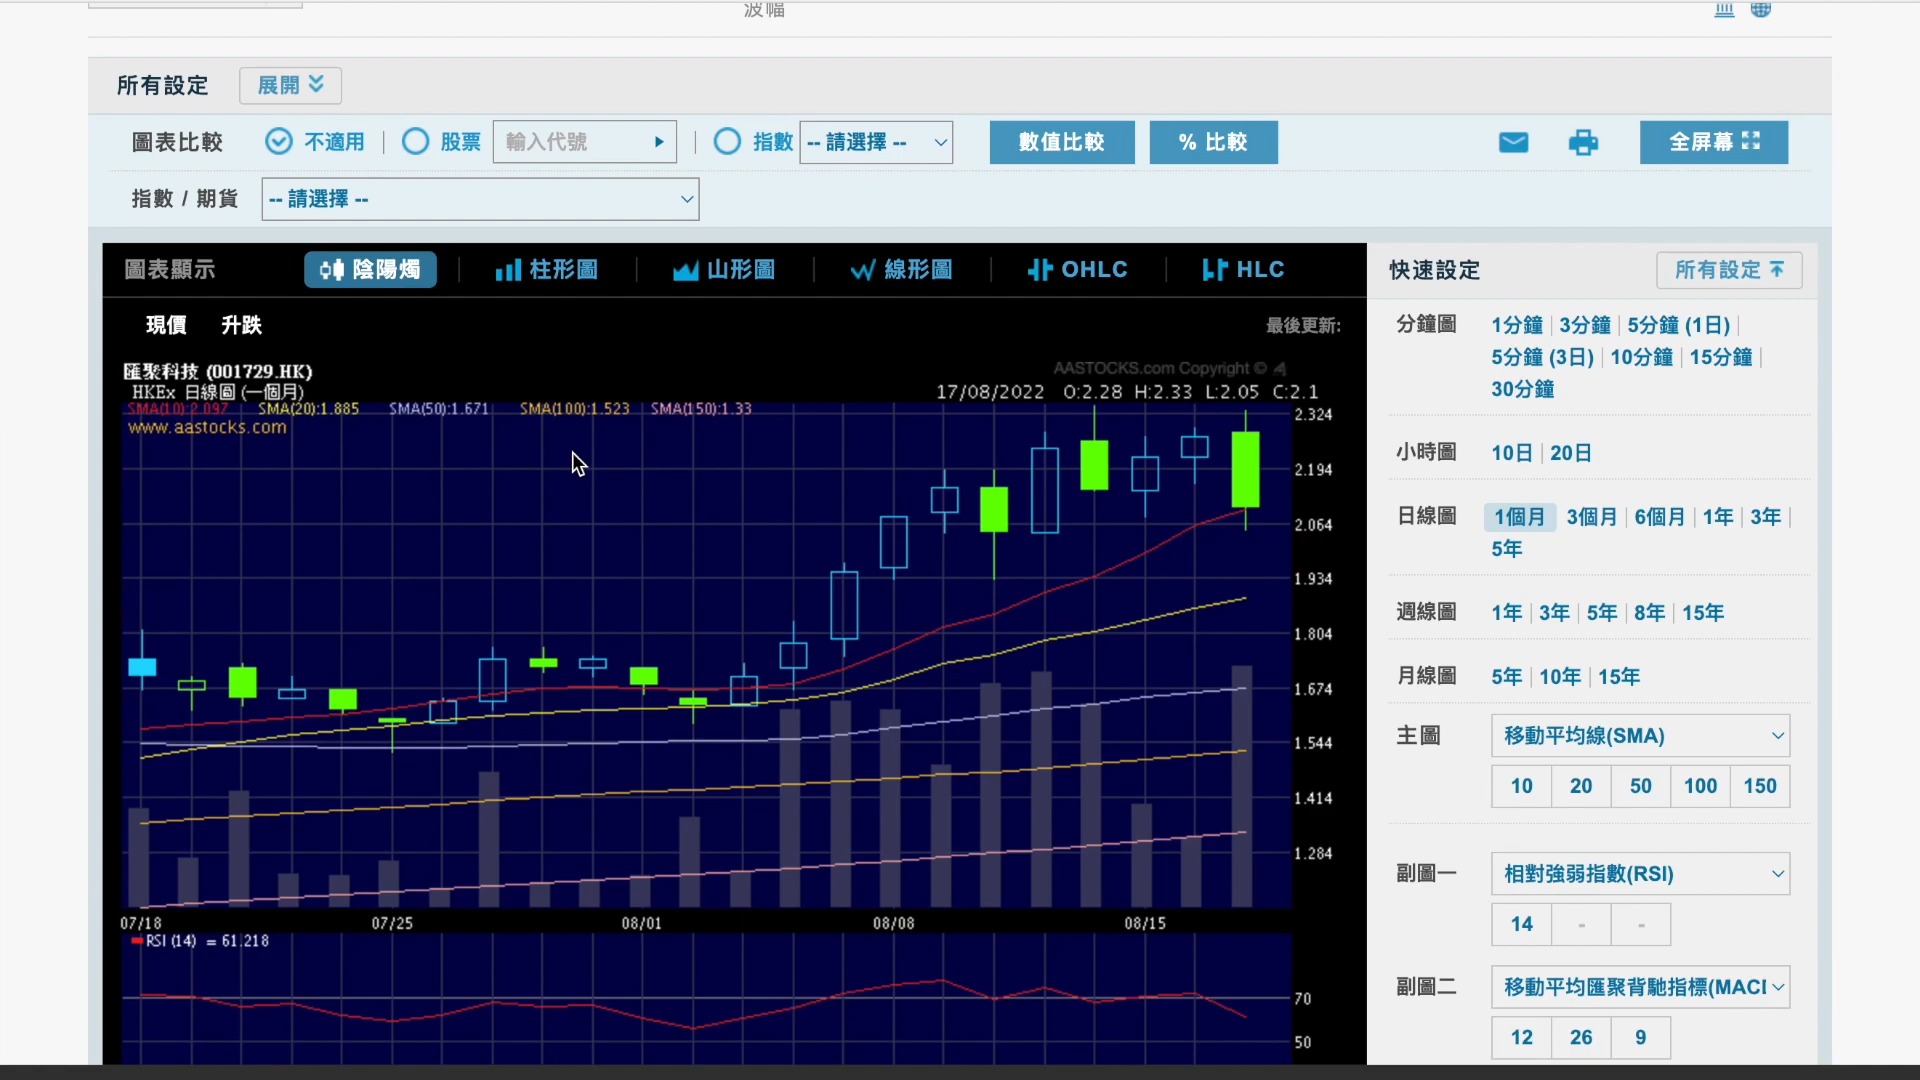 波幅
所有設定 展開
圖表比較 不適用 | 股票 輸入代號 | 指數 -- 請選擇 -- 數值比較 % 比較 全屏幕
指數 / 期貨 -- 請選擇 --
圖表顯示 陰陽燭 | 柱形圖 | 山形圖 | 線形圖 | OHLC | HLC
現價 升跌 最後更新:
匯聚科技 (001729.HK) AASTOCKS.com Copyright ©
HKEx 日線圖 (一個月) 17/08/2022 O:2.28 H:2.33 L:2.05 C:2.1
SMA(10):2.097 SMA(20):1.885 SMA(50):1.671 SMA(100):1.523 SMA(150):1.33
www.aastocks.com
2.324
2.194
2.064
1.934
1.804
1.674
1.544
1.414
1.284
07/18 07/25 08/01 08/08 08/15
RSI (14) = 61.218
70
50
快速設定 所有設定
分鐘圖 1分鐘 | 3分鐘 | 5分鐘 (1日) |
5分鐘 (3日) | 10分鐘 | 15分鐘 |
30分鐘
小時圖 10日 | 20日
日線圖 1個月 3個月 | 6個月 | 1年 | 3年 |
5年
週線圖 1年 | 3年 | 5年 | 8年 | 15年
月線圖 5年 | 10年 | 15年
主圖 移動平均線(SMA)
10 20 50 100 150
副圖一 相對強弱指數(RSI)
14 - -
副圖二 移動平均匯聚背馳指標(MACI
12 26 9